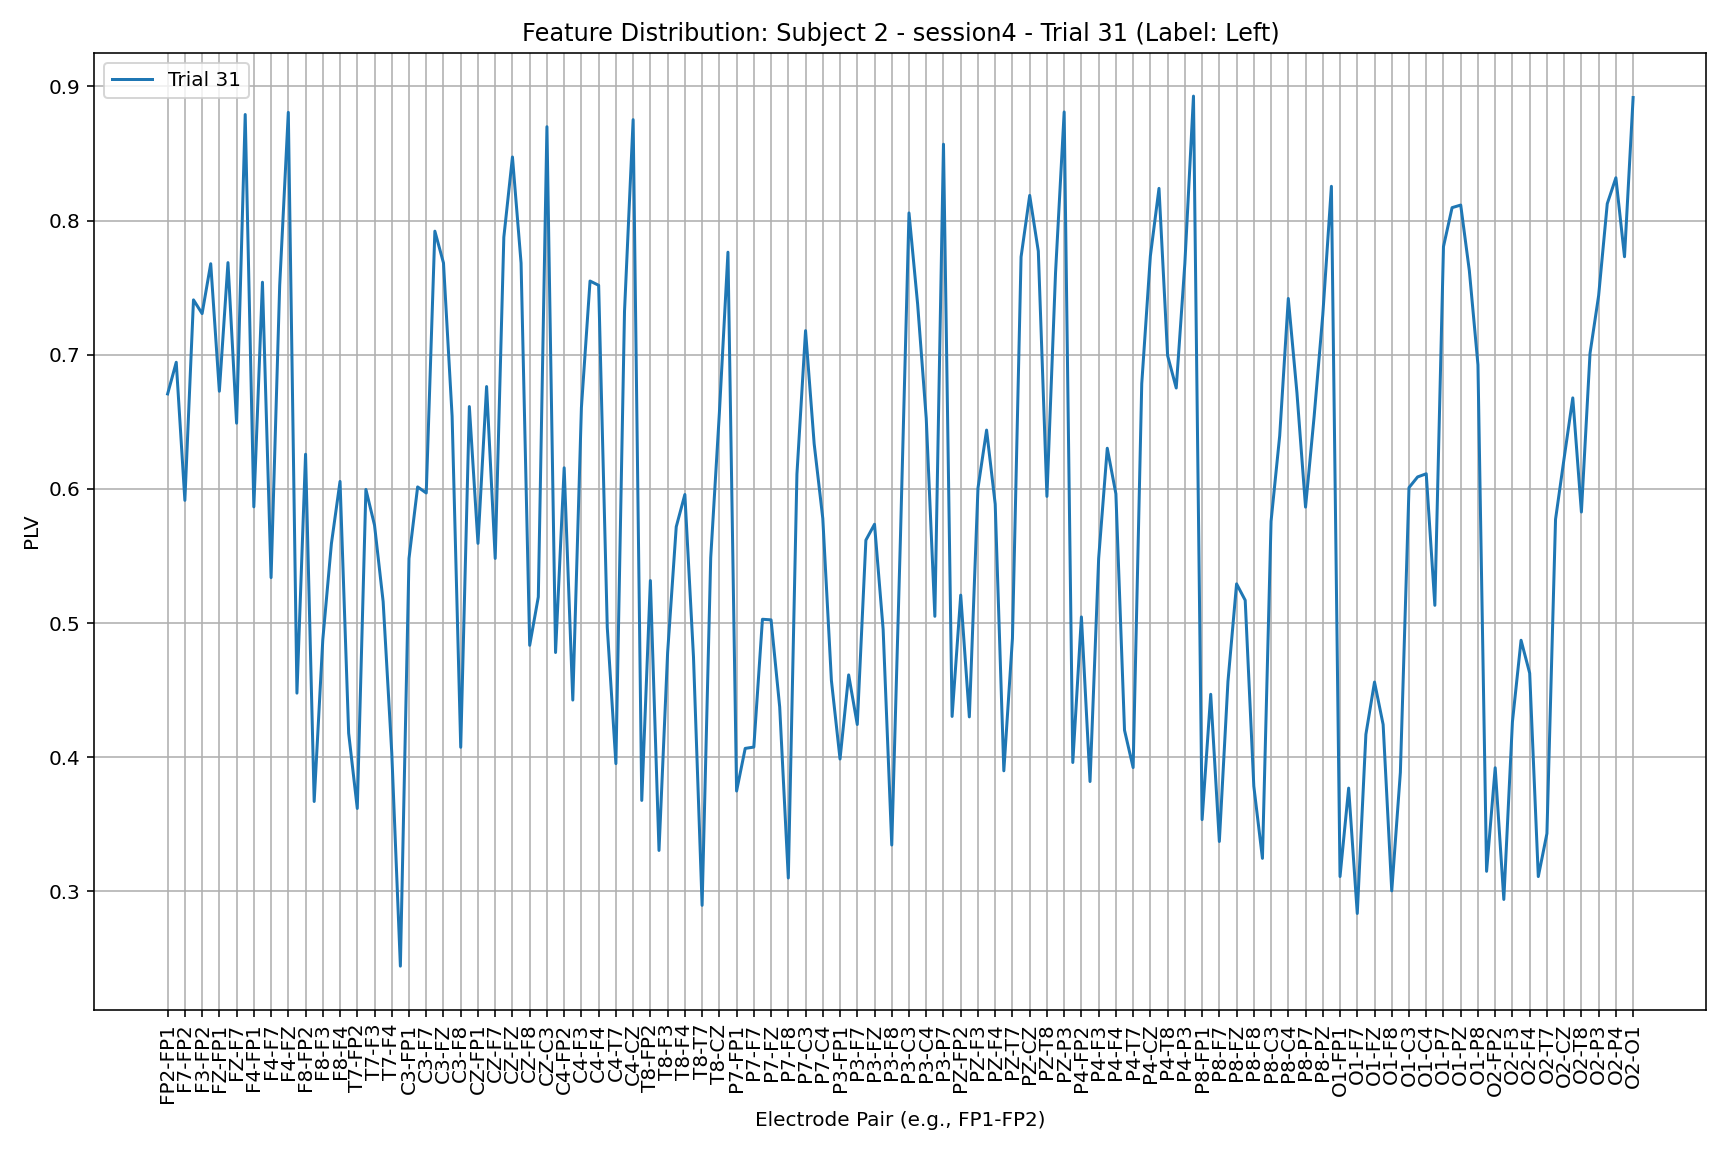 Feature Distribution: Subject 2 - session4 - Trial 31 (Label: Left)
Trial 31
PLV
0.9
0.8
0.7
0.6
0.5
0.4
0.3
FP2-FP1
F7-FP2
F3-FP2
FZ-FP1
FZ-F7
F4-FP1
F4-F7
F4-FZ
F8-FP2
F8-F3
F8-F4
T7-FP2
T7-F3
T7-F4
C3-FP1
C3-F7
C3-FZ
C3-F8
CZ-FP1
CZ-F7
CZ-FZ
CZ-F8
CZ-C3
C4-FP2
C4-F3
C4-F4
C4-T7
C4-CZ
T8-FP2
T8-F3
T8-F4
T8-T7
T8-CZ
P7-FP1
P7-F7
P7-FZ
P7-F8
P7-C3
P7-C4
P3-FP1
P3-F7
P3-FZ
P3-F8
P3-C3
P3-C4
P3-P7
PZ-FP2
PZ-F3
PZ-F4
PZ-T7
PZ-CZ
PZ-T8
PZ-P3
P4-FP2
P4-F3
P4-F4
P4-T7
P4-CZ
P4-T8
P4-P3
P8-FP1
P8-F7
P8-FZ
P8-F8
P8-C3
P8-C4
P8-P7
P8-PZ
O1-FP1
O1-F7
O1-FZ
O1-F8
O1-C3
O1-C4
O1-P7
O1-PZ
O1-P8
O2-FP2
O2-F3
O2-F4
O2-T7
O2-CZ
O2-T8
O2-P3
O2-P4
O2-O1
Electrode Pair (e.g., FP1-FP2)